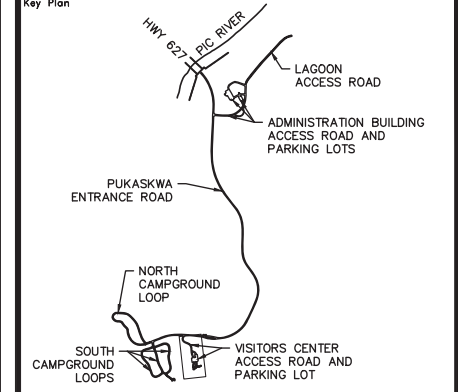 Key Plan
HWY 627
PIC RIVER
LAGOON
ACCESS ROAD
ADMINISTRATION BUILDING
ACCESS ROAD AND
PARKING LOTS
PUKASKWA
ENTRANCE ROAD
NORTH
CAMPGROUND
LOOP
SOUTH
CAMPGROUND
LOOPS
VISITORS CENTER
ACCESS ROAD AND
PARKING LOT